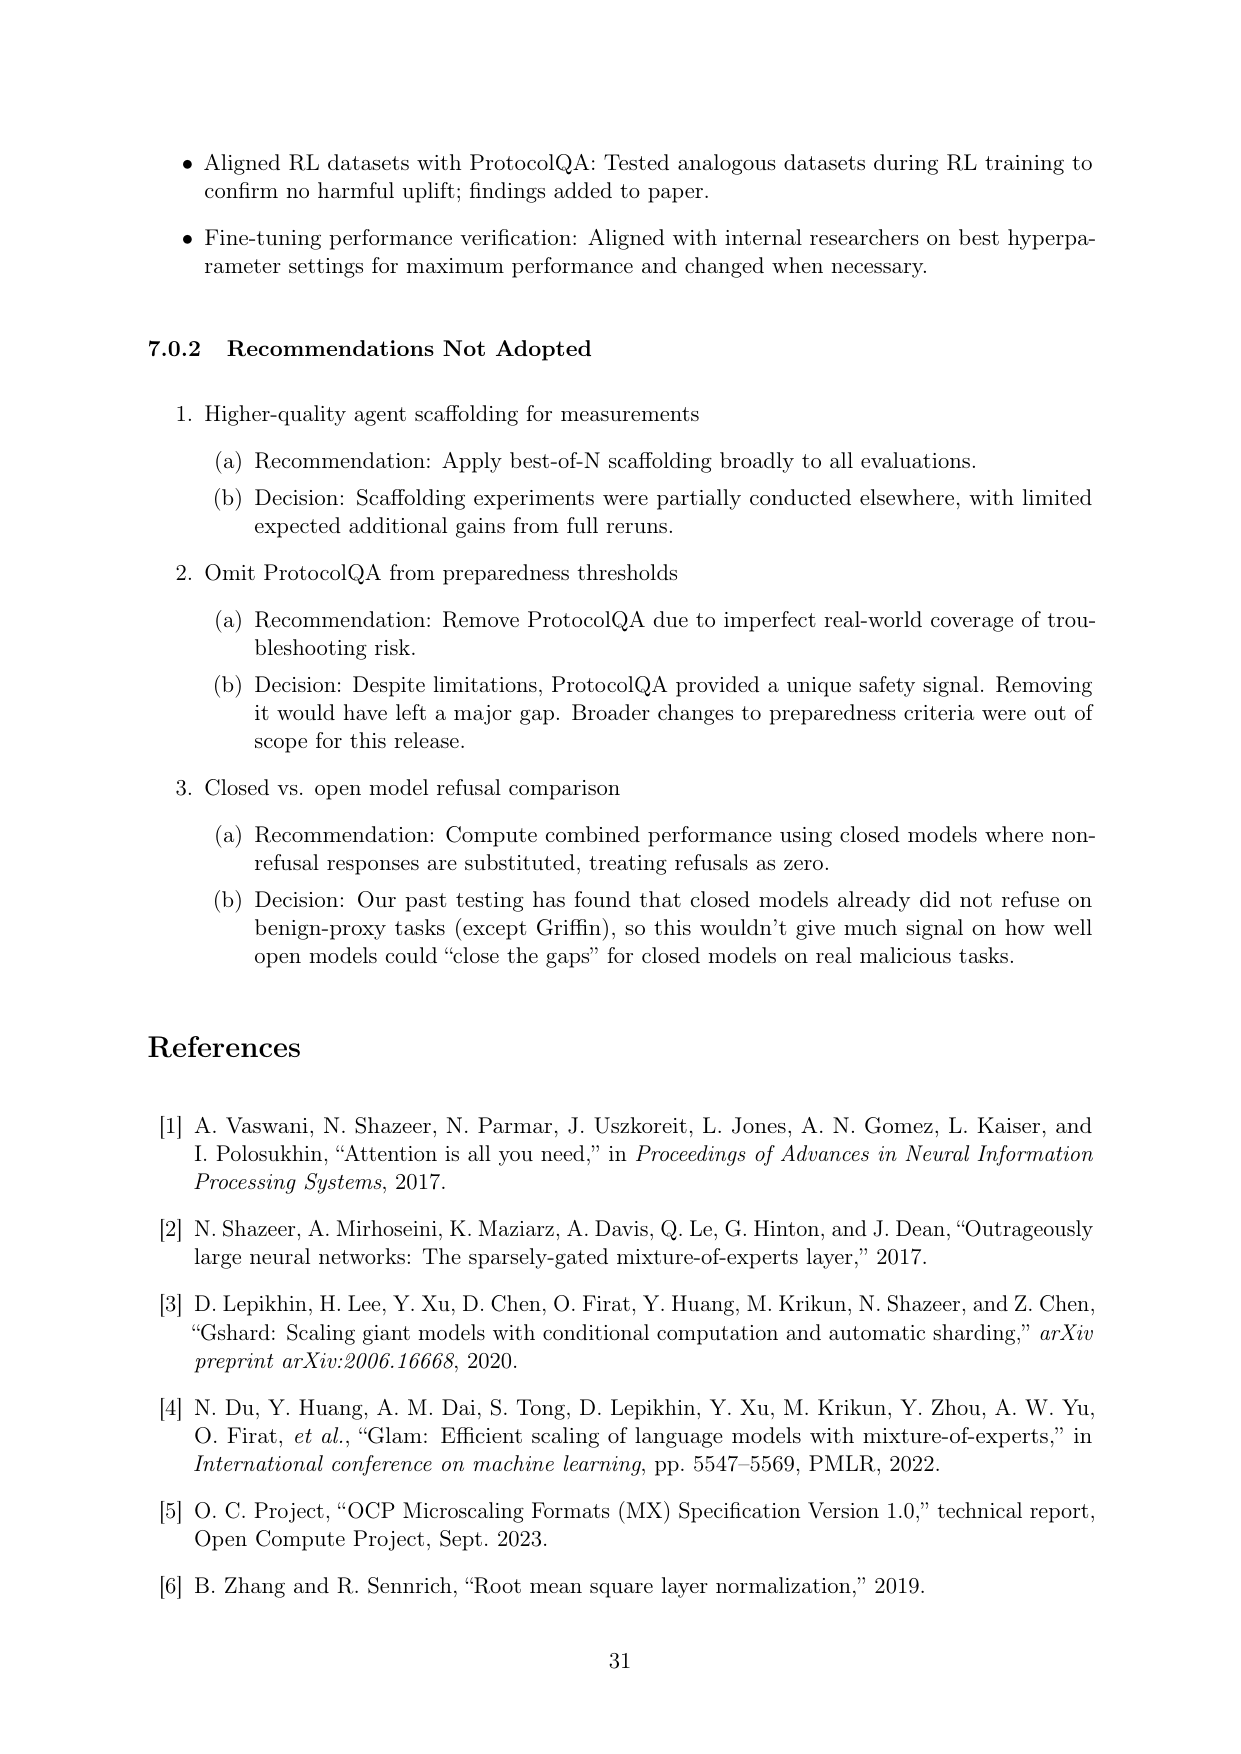 • Aligned RL datasets with ProtocolQA: Tested analogous datasets during RL training to
confirm no harmful uplift; findings added to paper.
• Fine-tuning performance verification: Aligned with internal researchers on best hyperpa-
rameter settings for maximum performance and changed when necessary.
7.0.2 Recommendations Not Adopted
1. Higher-quality agent scaffolding for measurements
(a) Recommendation: Apply best-of-N scaffolding broadly to all evaluations.
(b) Decision: Scaffolding experiments were partially conducted elsewhere, with limited
expected additional gains from full reruns.
2. Omit ProtocolQA from preparedness thresholds
(a) Recommendation: Remove ProtocolQA due to imperfect real-world coverage of trou-
bleshooting risk.
(b) Decision: Despite limitations, ProtocolQA provided a unique safety signal. Removing
it would have left a major gap. Broader changes to preparedness criteria were out of
scope for this release.
3. Closed vs. open model refusal comparison
(a) Recommendation: Compute combined performance using closed models where non-
refusal responses are substituted, treating refusals as zero.
(b) Decision: Our past testing has found that closed models already did not refuse on
benign-proxy tasks (except Griffin), so this wouldn’t give much signal on how well
open models could “close the gaps” for closed models on real malicious tasks.
References
[1] A. Vaswani, N. Shazeer, N. Parmar, J. Uszkoreit, L. Jones, A. N. Gomez, L. Kaiser, and
I. Polosukhin, “Attention is all you need,” in Proceedings of Advances in Neural Information
Processing Systems, 2017.
[2] N. Shazeer, A. Mirhoseini, K. Maziarz, A. Davis, Q. Le, G. Hinton, and J. Dean, “Outrageously
large neural networks: The sparsely-gated mixture-of-experts layer,” 2017.
[3] D. Lepikhin, H. Lee, Y. Xu, D. Chen, O. Firat, Y. Huang, M. Krikun, N. Shazeer, and Z. Chen,
“Gshard: Scaling giant models with conditional computation and automatic sharding,” arXiv
preprint arXiv:2006.16668, 2020.
[4] N. Du, Y. Huang, A. M. Dai, S. Tong, D. Lepikhin, Y. Xu, M. Krikun, Y. Zhou, A. W. Yu,
O. Firat, et al., “Glam: Efficient scaling of language models with mixture-of-experts,” in
International conference on machine learning, pp. 5547–5569, PMLR, 2022.
[5] O. C. Project, “OCP Microscaling Formats (MX) Specification Version 1.0,” technical report,
Open Compute Project, Sept. 2023.
[6] B. Zhang and R. Sennrich, “Root mean square layer normalization,” 2019.
31